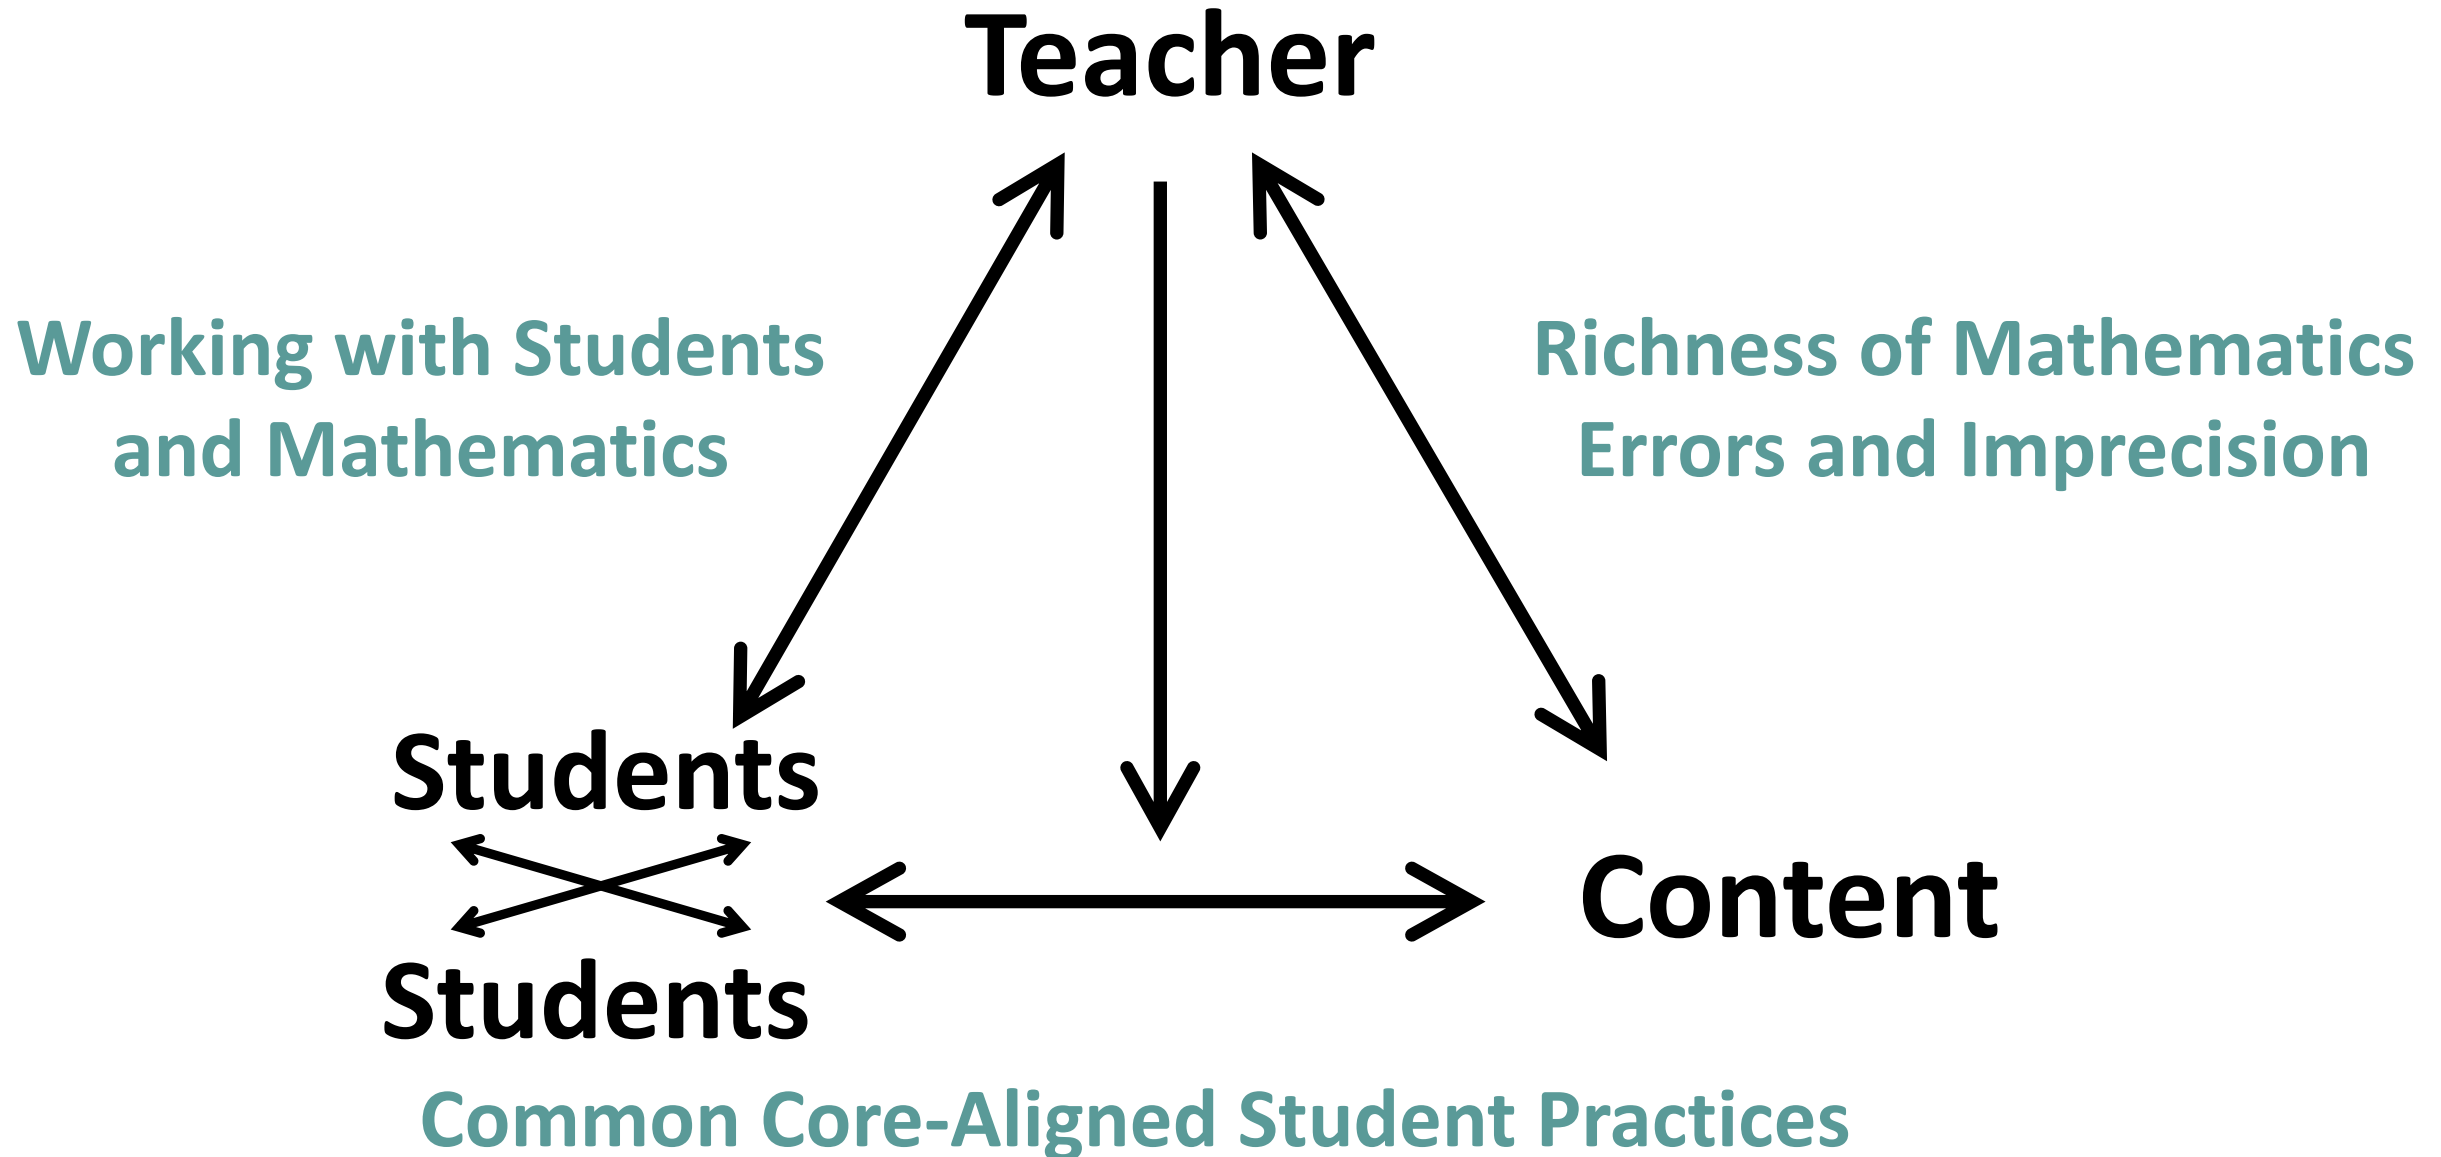 Teacher
Working with Students
and Mathematics
Richness of Mathematics
Errors and Imprecision
Students
Students
Content
Common Core-Aligned Student Practices